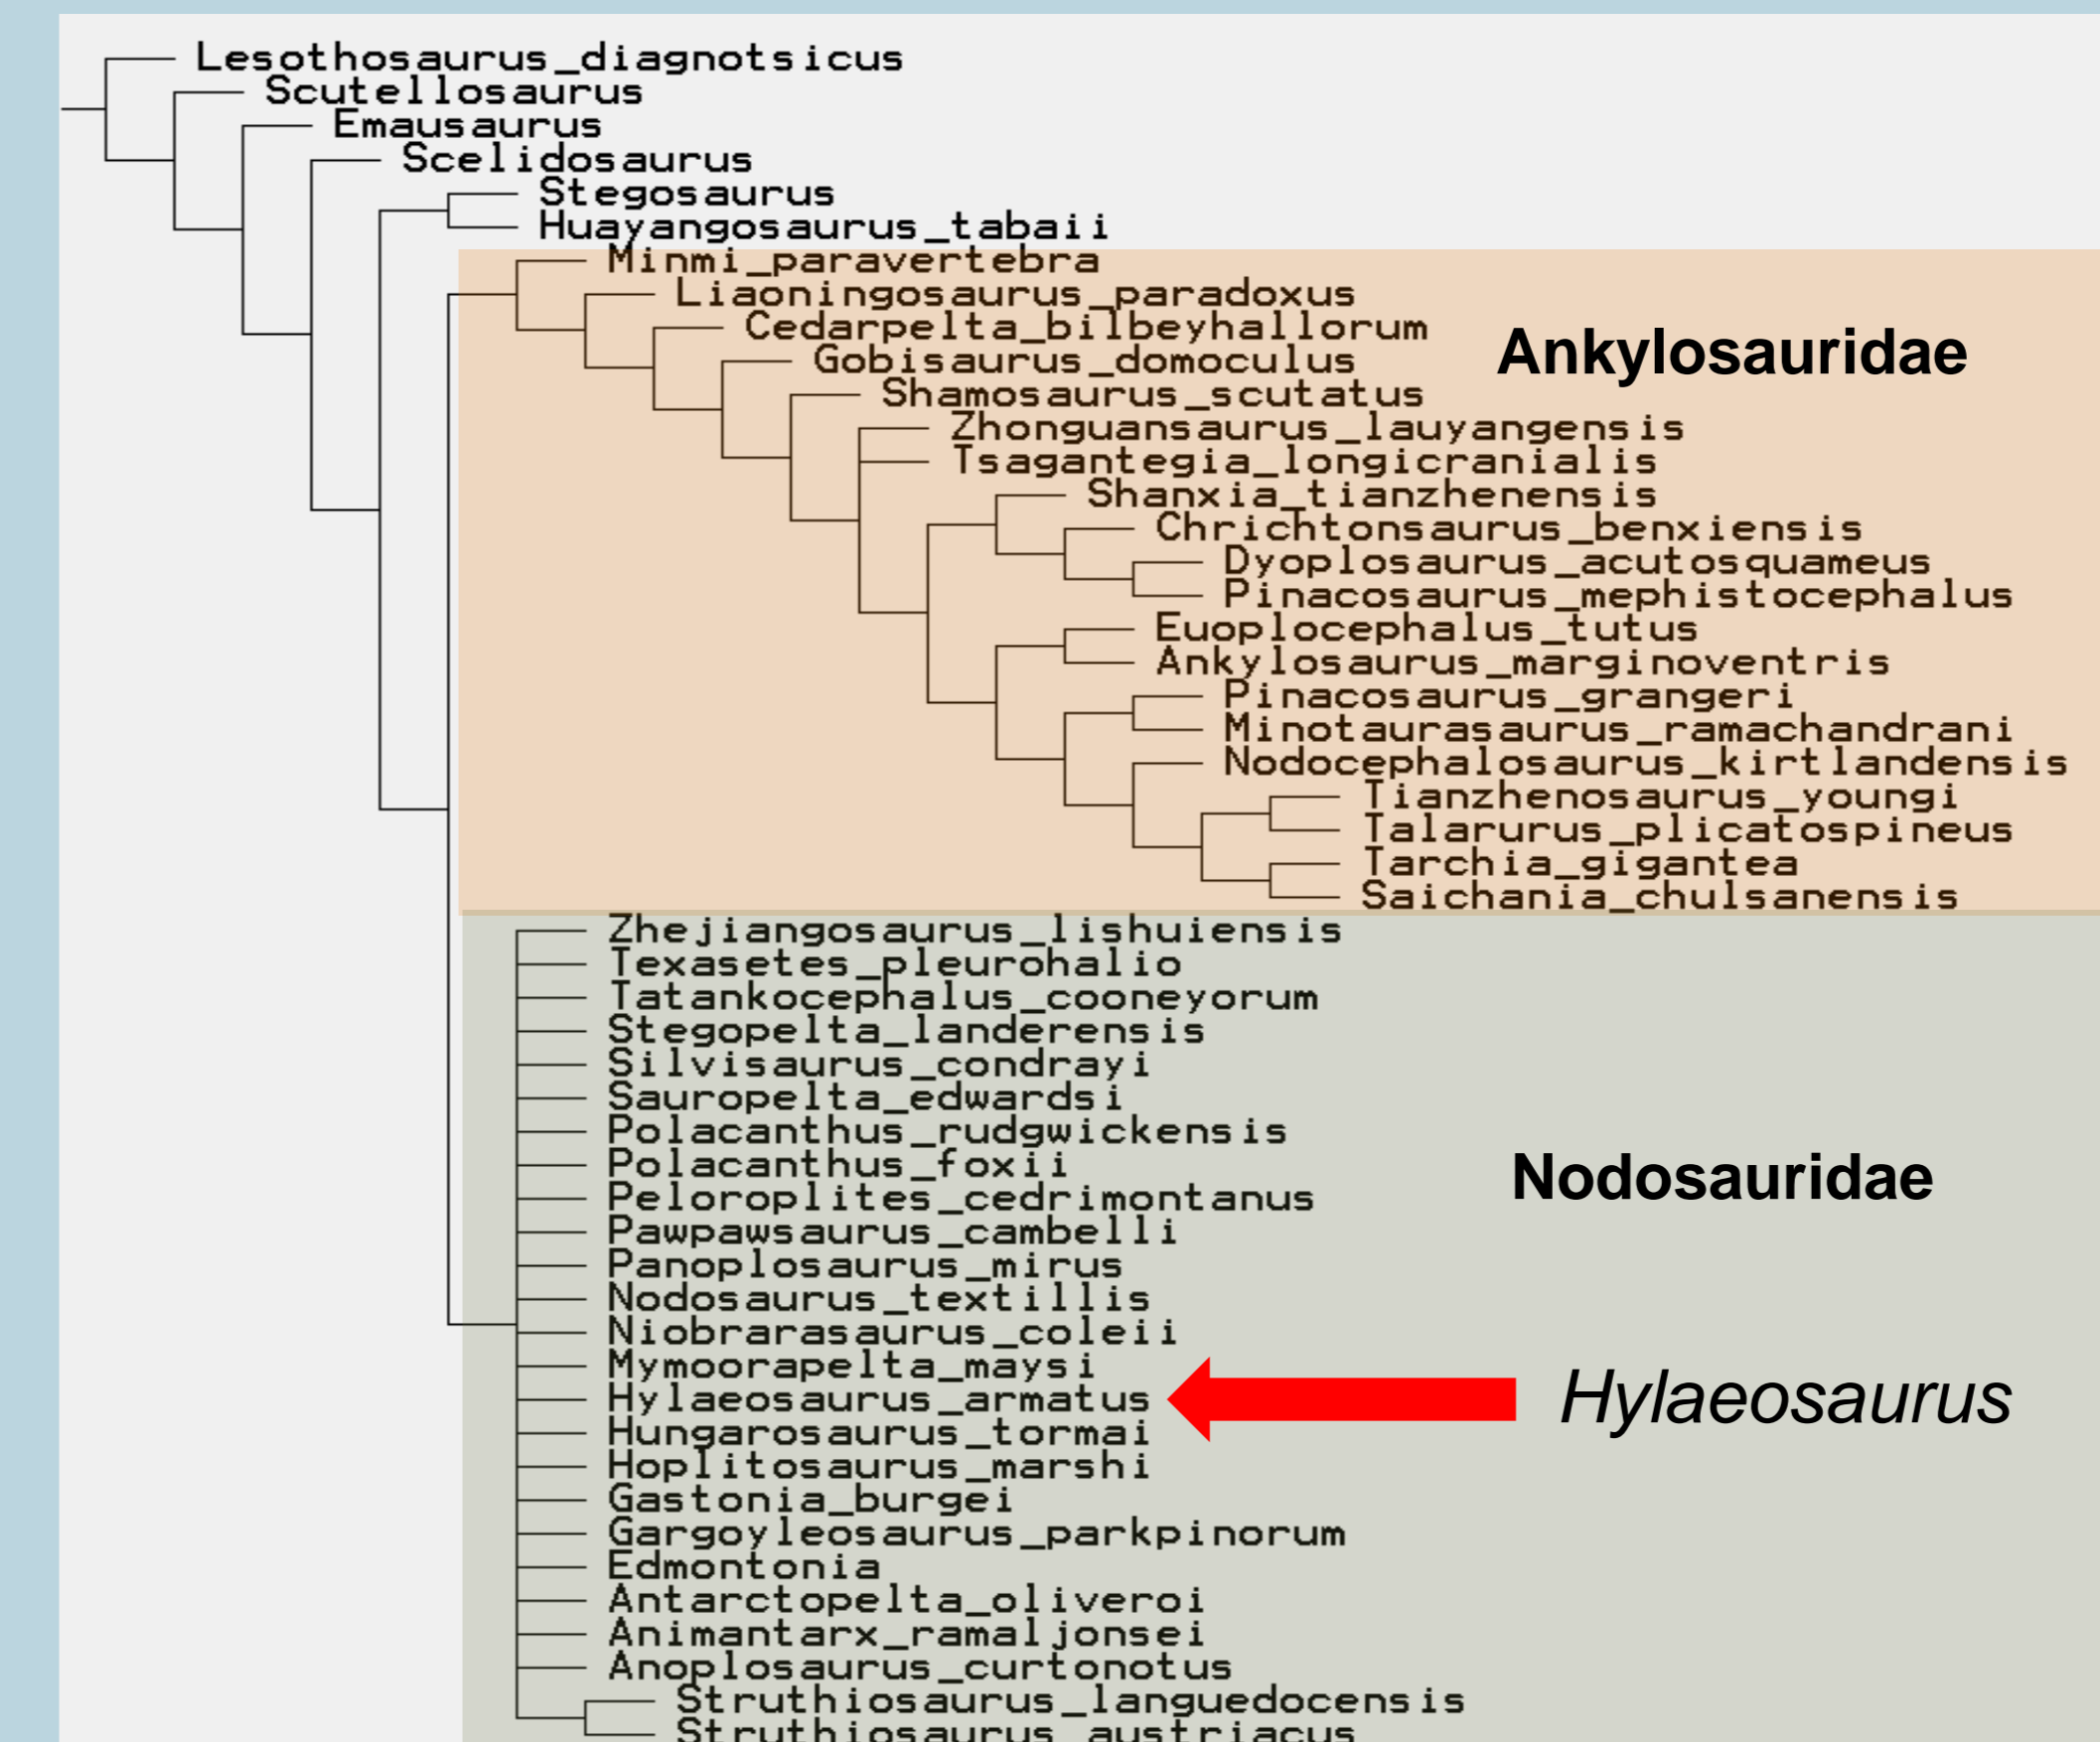 Lesothosaurus_diagnotsicus
Scutellosaurus
Emausaurus
Scelidosaurus
Stegosaurus
Huayangosaurus_tabaii
Minmi_paravertebra
Liaoningosaurus_paradoxus
Cedarpelta_bilbeyhallorum
Ankylosauridae
Gobisaurus_domoculus
Shamosaurus_scutatus
Zhonguansaurus_lauyangensis
Tsagantegia_longicranialis
Shanxia_tianzhenensis
Chrichtonsaurus_benxiensis
Dyoplosaurus_acutosquameus
Pinacosaurus_mephistocephalus
Euoplocephalus_tutus
Ankylosaurus_marginoventris
Pinacosaurus_grangeri
Minotaurasaurus_ramachandrani
Nodocephalosaurus_kirtlandensis
Tianzhenosaurus_youngi
Talarurus_plicatospineus
Tarchia_gigantea
Saichania_chulsanensis
Zhejiangosaurus_lishuiensis
Texasetes_pleurohalio
Tatankocephalus_cooneyorum
Stegopelta_landerensis
Silvisaurus_condrayi
Sauropelta_edwardsi
Polacanthus_rudgwickensis
Polacanthus_foxii
Nodosauridae
Peloroplites_cedrimontanus
Pawpawsaurus_cambelli
Panoplosaurus_mirus
Nodosaurus_textillis
Niobrarasaurus_coleii
Mymoorapelta_maysi
Hylaeosaurus_armatus
Hylaeosaurus
Hungarosaurus_tormai
Hoplitosaurus_marshi
Gastonia_burgei
Gargoyleosaurus_parkpinorum
Edmontonia
Antarctopelta_oliveroi
Animantarx_ramaljonsei
Anoplosaurus_curtonotus
Struthiosaurus_languedocensis
Struthiosaurus_austriacus